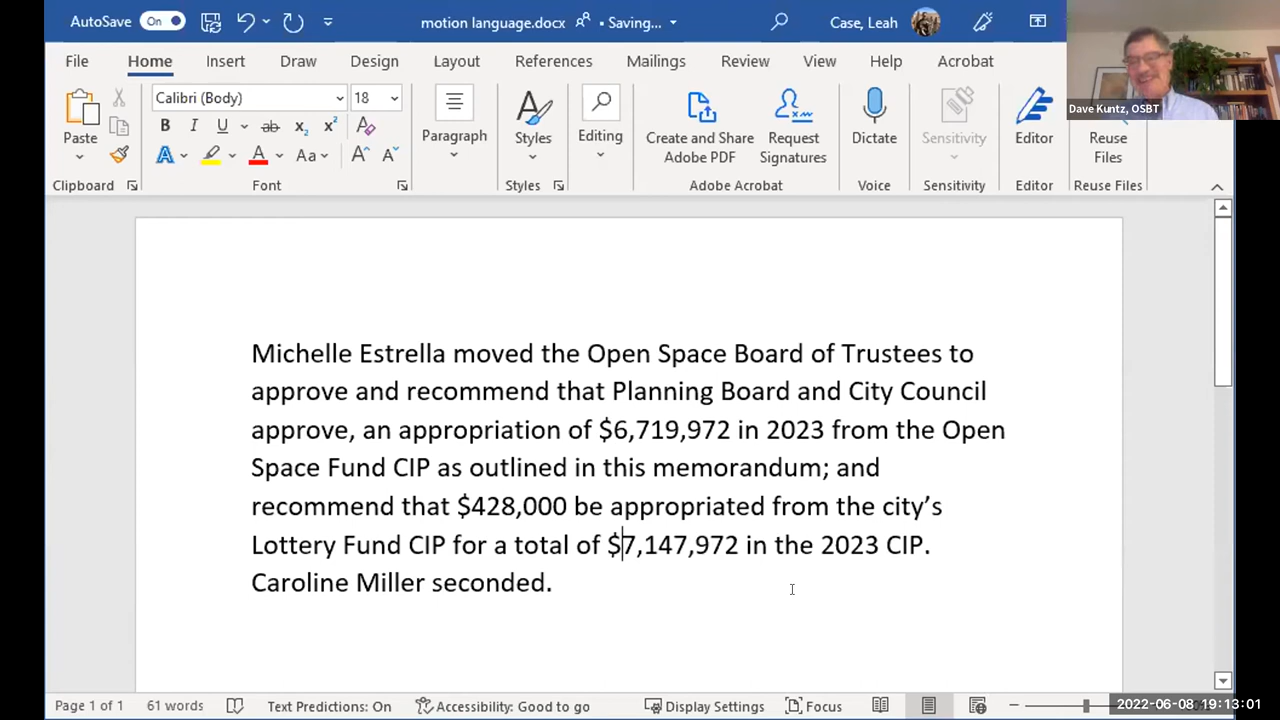 AutoSave On motion language.docx Saving... Case, Leah
File Home Insert Draw Design Layout References Mailings Review View Help Acrobat
Calibri (Body) 18
B I U ab x₂ x² A
A A Aa A A
Paste Paragraph Styles Editing Create and Share Adobe PDF Request Signatures Dictate Sensitivity Editor Reuse Files
Clipboard Font Styles Adobe Acrobat Voice Sensitivity Editor Reuse Files
Dave Kuntz, OSBT
Michelle Estrella moved the Open Space Board of Trustees to
approve and recommend that Planning Board and City Council
approve, an appropriation of $6,719,972 in 2023 from the Open
Space Fund CIP as outlined in this memorandum; and
recommend that $428,000 be appropriated from the city’s
Lottery Fund CIP for a total of $7,147,972 in the 2023 CIP.
Caroline Miller seconded.
Page 1 of 1 61 words Text Predictions: On Accessibility: Good to go Display Settings Focus 2022-06-08 19:13:01